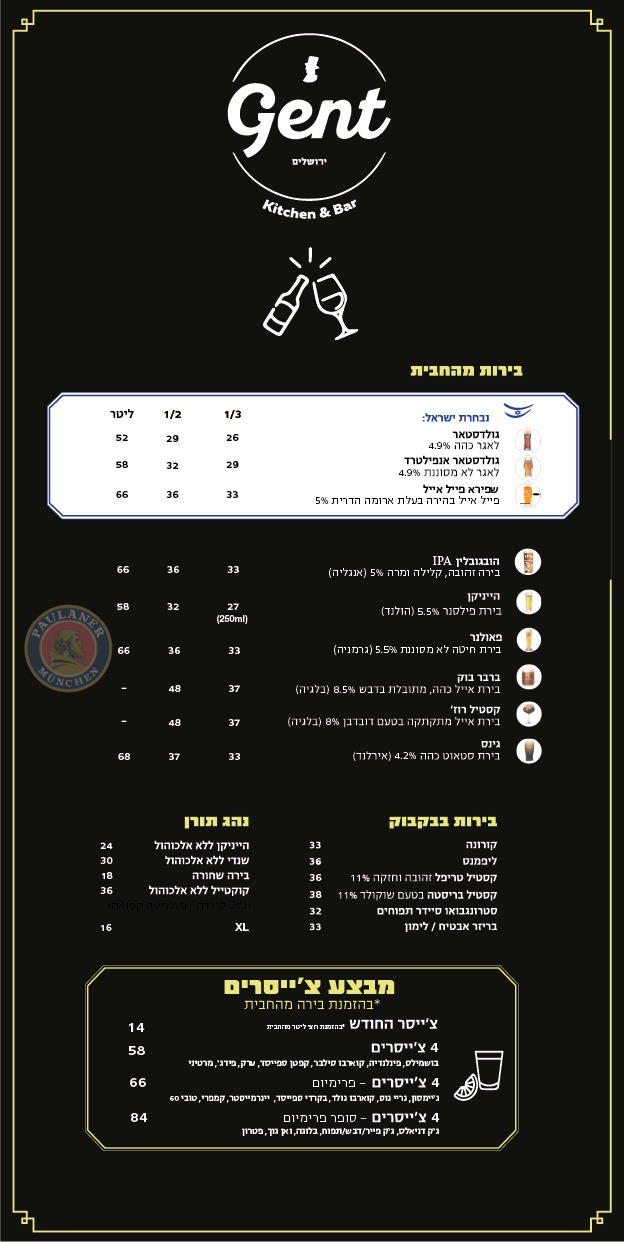 Gent
ירושלים
Kitchen & Bar
בירות מהחבית
נבחרת ישראל: 1/3 1/2 ליטר
גולדסטאר
לאגר כהה 4.9% 26 29 52
גולדסטאר אנפילטרד
לאגר לא מסוננת 4.9% 29 32 58
שפירא פייל אייל
פייל אייל בהירה בעלת ארומה הדרית 5% 33 36 66
הובגובלין IPA
בירה זהובה, קלילה ומרה 5% (אנגליה) 33 36 66
הייניקן
בירת פילסנר 5.5% (הולנד) 27 32 58
(250ml)
פאולנר
בירת חיטה לא מסוננת 5.5% (גרמניה) 33 36 66
PAULANER
MÜNCHEN
ברבר בוק
בירת אייל כהה, מתובלת בדבש 8.5% (בלגיה) 37 48 -
קסטיל רוז'
בירת אייל מתקתקה בטעם דובדבן 8% (בלגיה) 37 48 -
גינס
בירת סטאוט כהה 4.2% (אירלנד) 33 37 68
בירות בבקבוק
קורונה 33
ליפמנס 36
קסטיל טריפל זהובה וחזקה 11% 36
קסטיל בריסטה בטעם שוקולד 11% 38
סטרונגבואו סיידר תפוחים 32
בריזר אבטיח / לימון 33
נהג תורן
הייניקן ללא אלכוהול 24
שנדי ללא אלכוהול 30
בירה שחורה 18
קוקטייל ללא אלכוהול 36
XL 16
מבצע צ'ייסרים
*בהזמנת בירה מהחבית
צ'ייסר החודש *בהזמנת חצי ליטר מהחבית 14
4 צ'ייסרים 58
בושמילס, פינלנדיה, קוארבו סילבר, קפטן ספייסד, ערק, פידג', מרטיני
4 צ'ייסרים - פרימיום 66
ג'יימסון, גריי גוס, קוארבו גולד, בקרדי ספייסד, ייגרמייסטר, קמפרי, טובי 60
4 צ'ייסרים - סופר פרימיום 84
ג'ק דניאלס, ג'ק פייר/דבש/תפוח, בלוגה, ואן גוך, פטרון